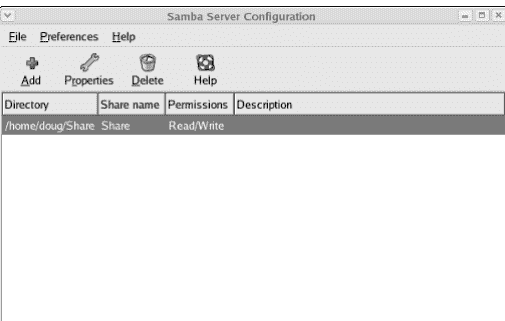 Samba Server Configuration
File Preferences Help
Add Properties Delete Help
Directory Share name Permissions Description
/home/doug/Share Share Read/Write